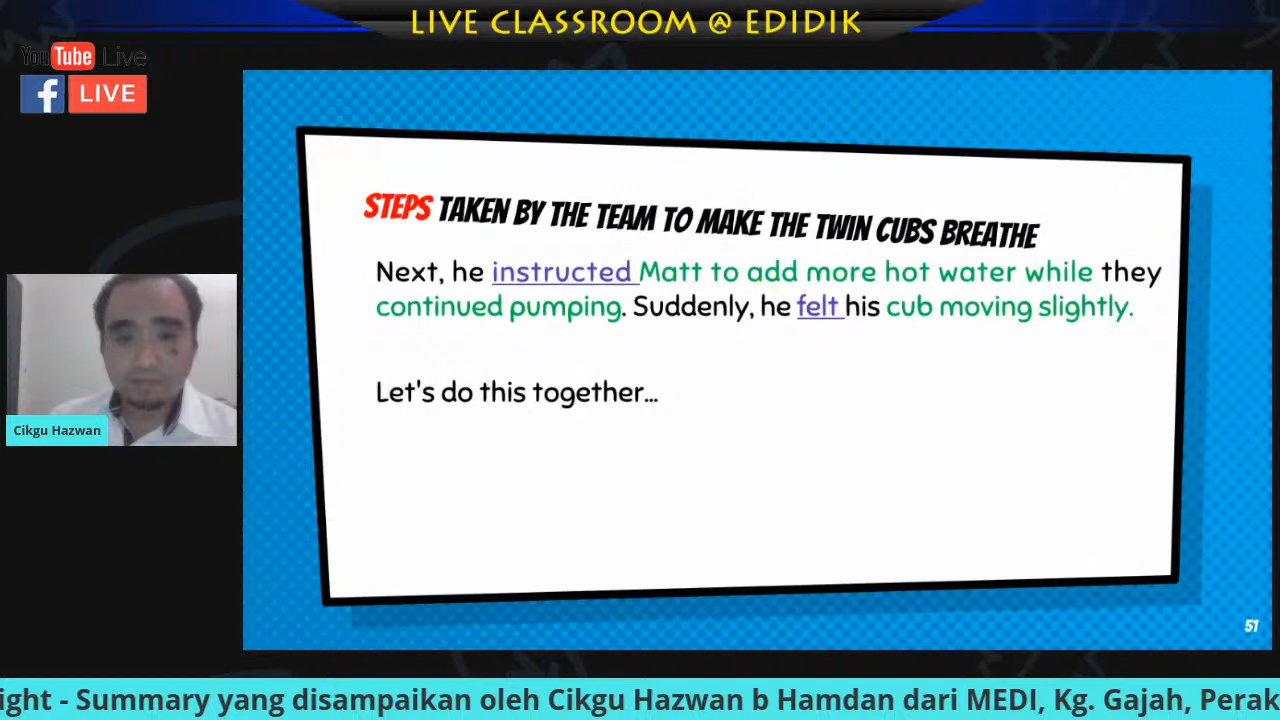 LIVE CLASSROOM @ EDIDIK
YouTube Live
f LIVE
STEPS TAKEN BY THE TEAM TO MAKE THE TWIN CUBS BREATHE
Next, he instructed Matt to add more hot water while they
continued pumping. Suddenly, he felt his cub moving slightly.
Let's do this together...
Cikgu Hazwan
51
ight - Summary yang disampaikan oleh Cikgu Hazwan b Hamdan dari MEDI, Kg. Gajah, Perak